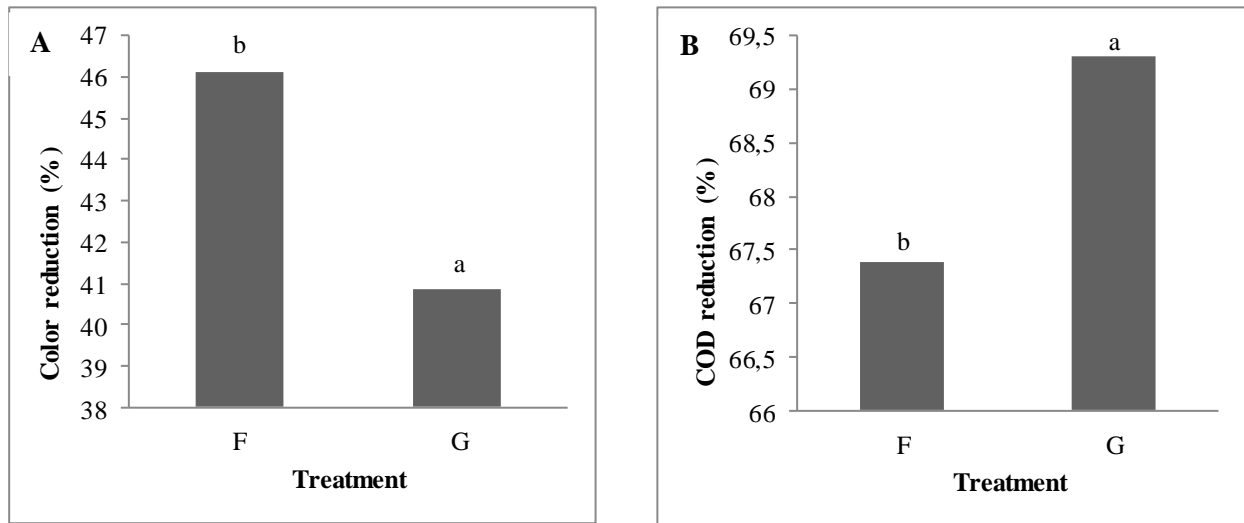 A
Color reduction (%)
47
46
45
44
43
42
41
40
39
38
b
a
F
G
Treatment
B
COD reduction (%)
69,5
69
68,5
68
67,5
67
66,5
66
b
a
F
G
Treatment